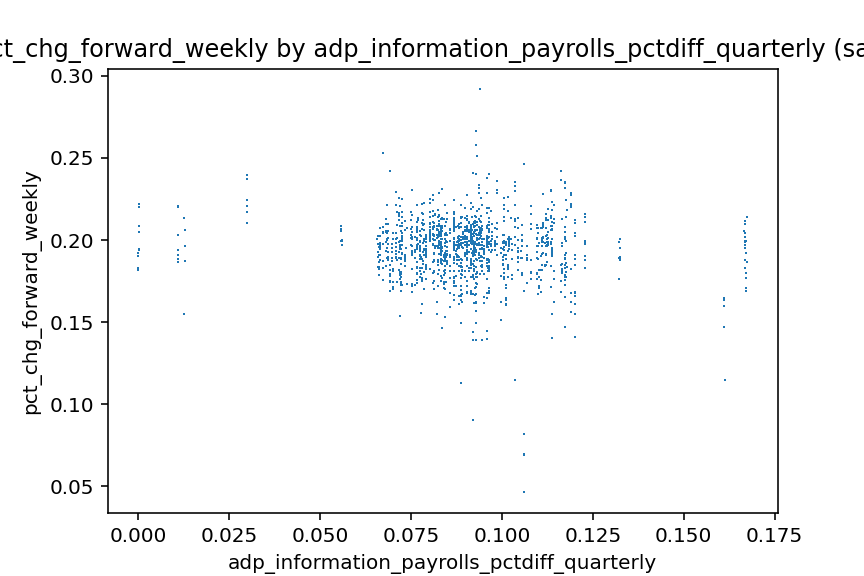 ct_chg_forward_weekly by adp_information_payrolls_pctdiff_quarterly (sa
0.30
0.25
0.20
0.15
0.10
0.05
pct_chg_forward_weekly
0.000 0.025 0.050 0.075 0.100 0.125 0.150 0.175
adp_information_payrolls_pctdiff_quarterly